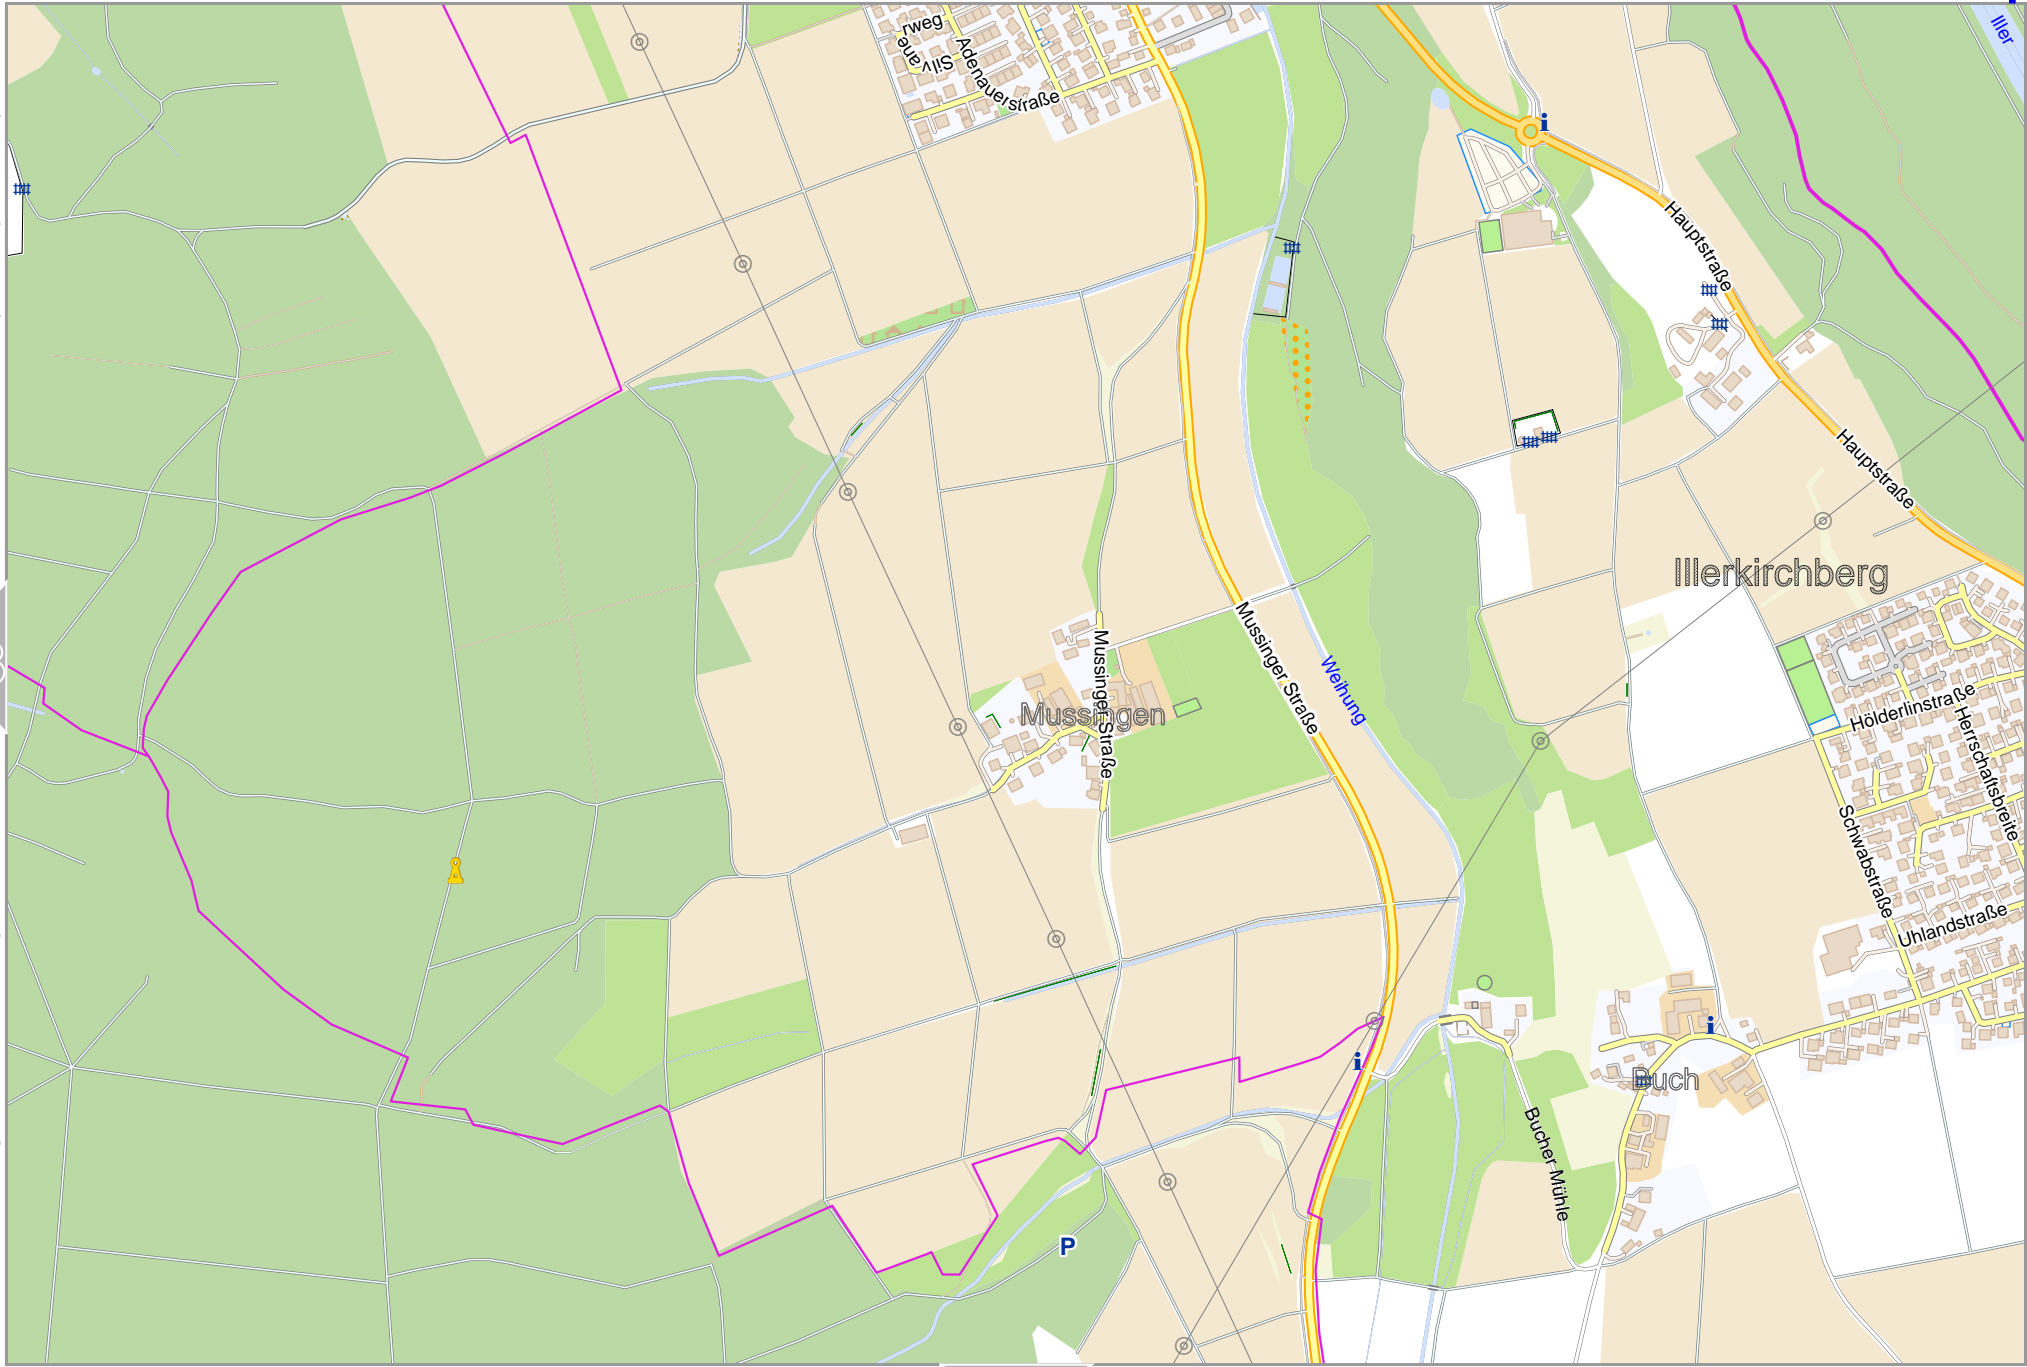 rweg
Silvane
Adenauerstraße
Iller
i
Hauptstraße
Hauptstraße
Illerkirchberg
Mussinger Straße
Mussinger Straße
Weihung
Mussingen
Hölderlinstraße
Herrschaftsbreite
Schwabstraße
Uhlandstraße
i
i
Buch
Bucher Mühle
P